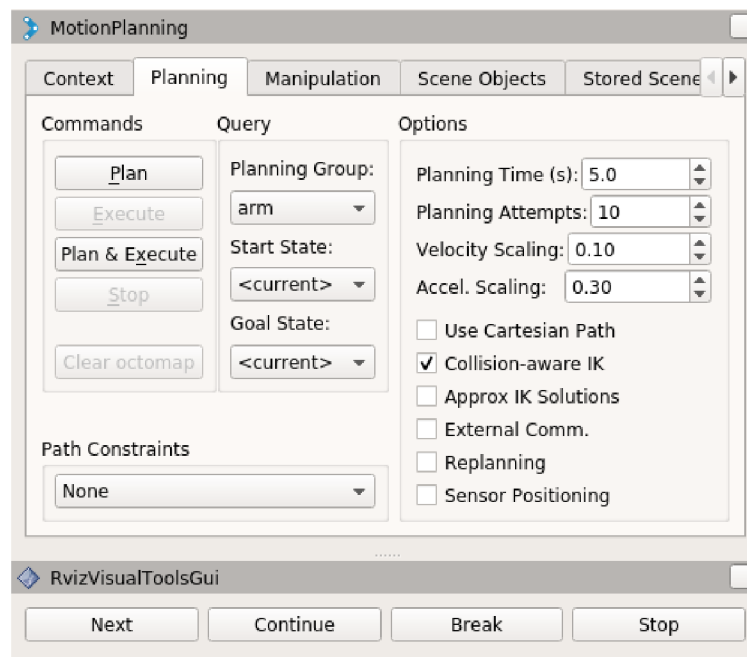 MotionPlanning
Context Planning Manipulation Scene Objects Stored Scene
Commands Query Options
Plan
Execute
Plan & Execute
Stop
Clear octomap
Planning Group:
arm
Start State:
<current>
Goal State:
<current>
Path Constraints
None
Planning Time (s): 5.0
Planning Attempts: 10
Velocity Scaling: 0.10
Accel. Scaling: 0.30
Use Cartesian Path
Collision-aware IK
Approx IK Solutions
External Comm.
Replanning
Sensor Positioning
RvizVisualToolsGui
Next Continue Break Stop